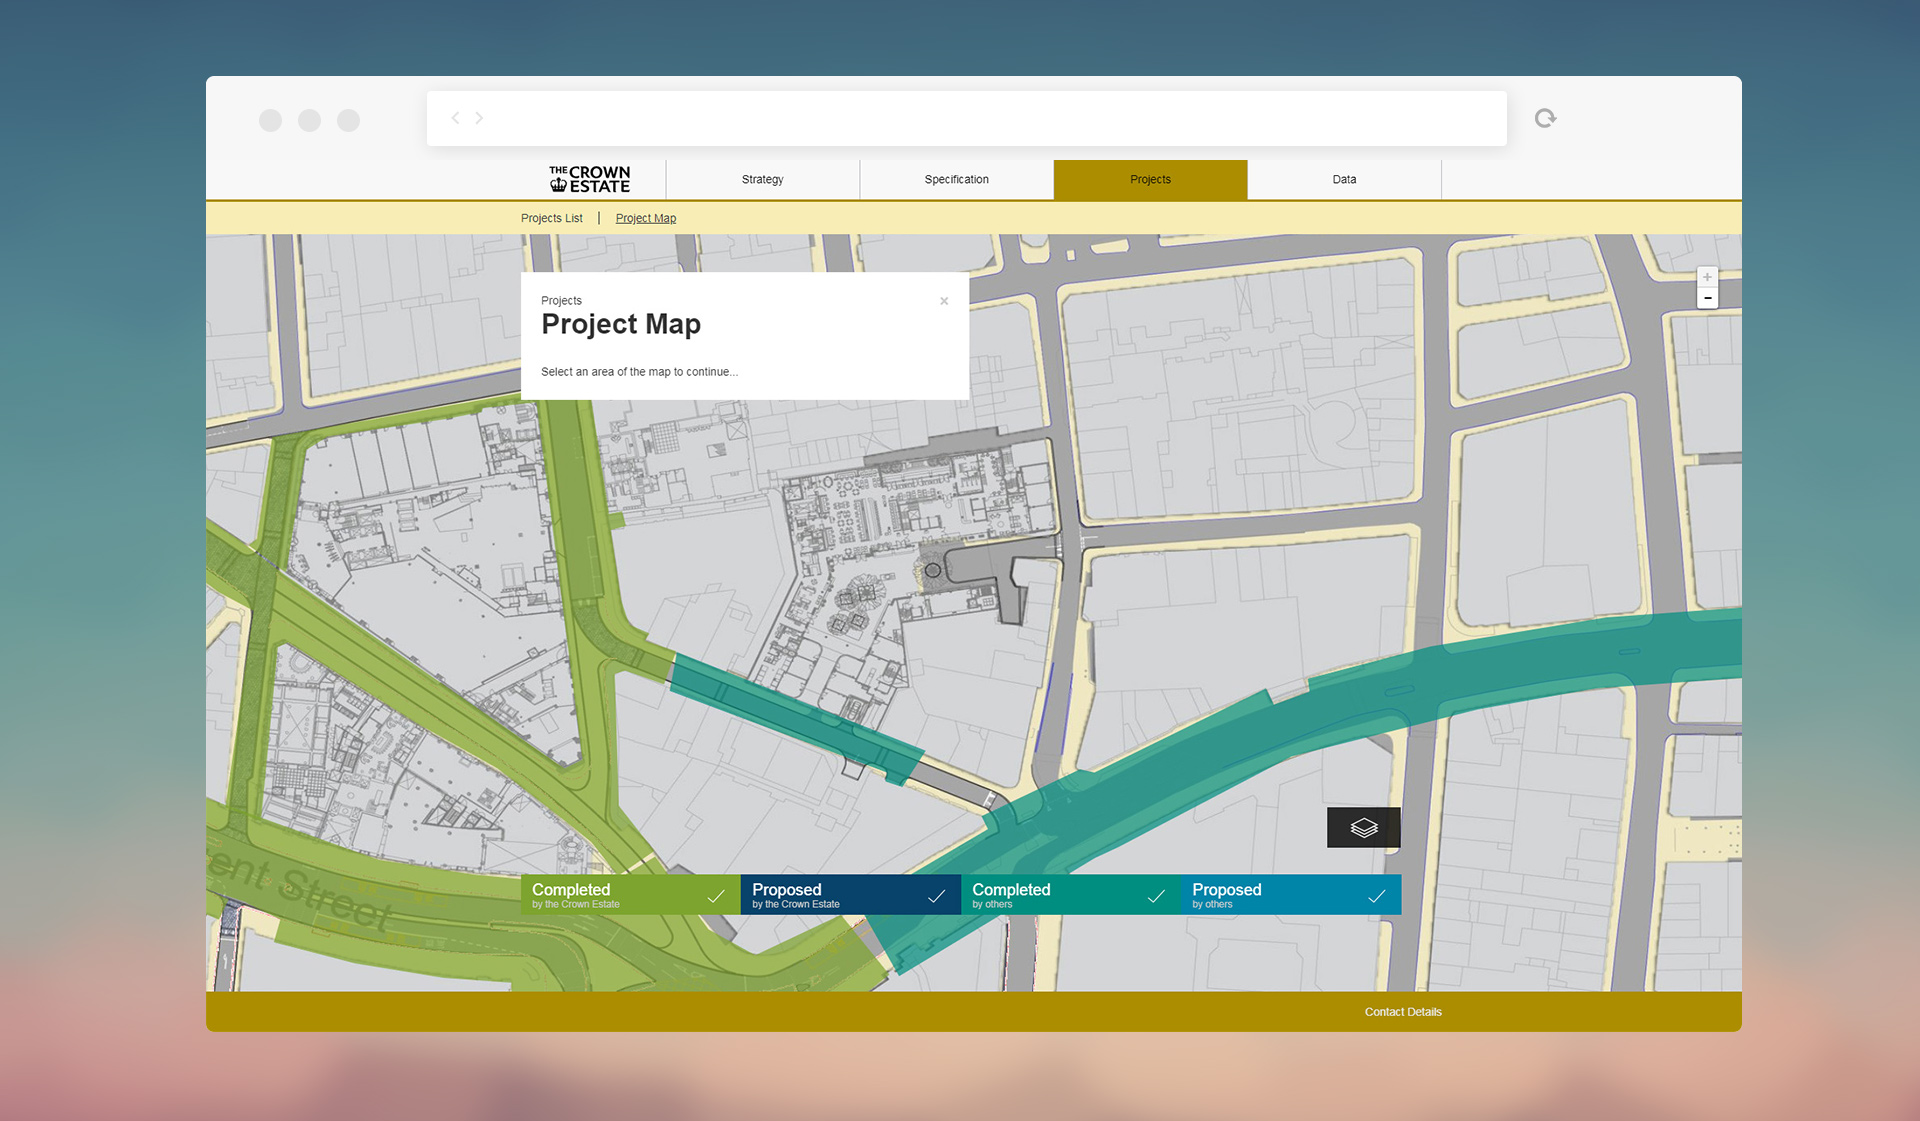 THE CROWN
ESTATE
Strategy
Specification
Projects
Data
Projects List
Project Map
+
-
Projects
Project Map
Select an area of the map to continue...
ent Street
Completed
by the Crown Estate
Proposed
by the Crown Estate
Completed
by others
Proposed
by others
Contact Details